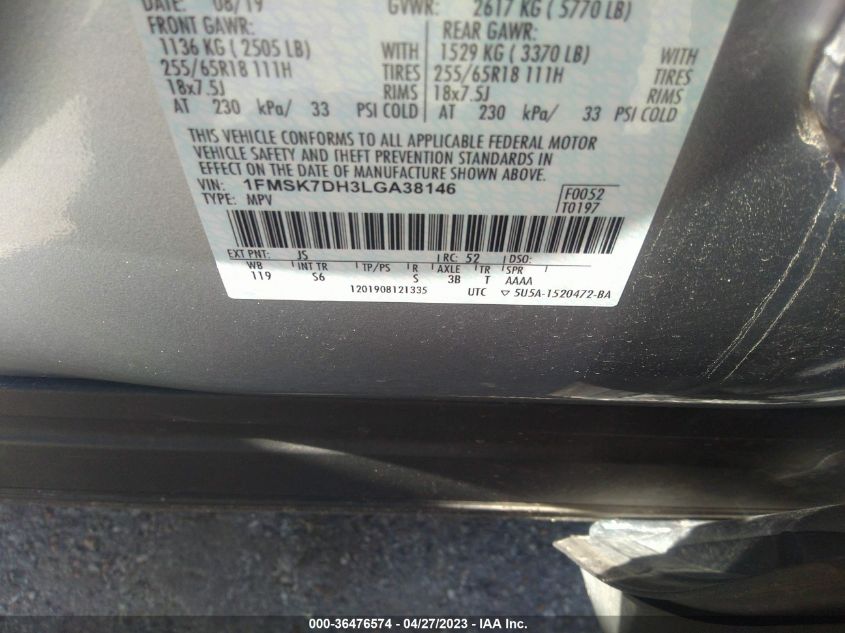 DATE: 08/19 GVWR: 2617 KG ( 5770 LB)
FRONT GAWR: REAR GAWR:
1136 KG ( 2505 LB) WITH 1529 KG ( 3370 LB) WITH
255/65R18 111H TIRES 255/65R18 111H TIRES
18x7.5J RIMS 18x7.5J RIMS
AT 230 kPa/ 33 PSI COLD AT 230 kPa/ 33 PSI COLD
THIS VEHICLE CONFORMS TO ALL APPLICABLE FEDERAL MOTOR
VEHICLE SAFETY AND THEFT PREVENTION STANDARDS IN
EFFECT ON THE DATE OF MANUFACTURE SHOWN ABOVE.
VIN: 1FMSK7DH3LGA38146
TYPE: MPV
F0052
T0197
EXT PNT: JS RC: 52 DSO:
WB INT TR TP/PS R AXLE TR SPR
119 S6 S 3B T AAAA
1201908121335 UTC ▽ 5U5A-1520472-BA
000-36476574 - 04/27/2023 - IAA Inc.